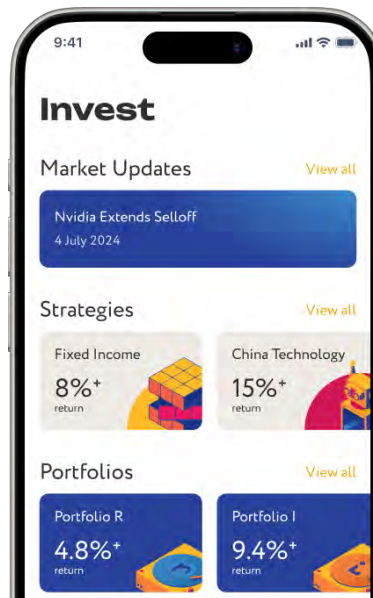 9:41
Invest
Market Updates View all
Nvidia Extends Selloff
4 July 2024
Strategies View all
Fixed Income China Technology
8%+ 15%+
return return
Portfolios View all
Portfolio R Portfolio I
4.8%+ 9.4%+
return return